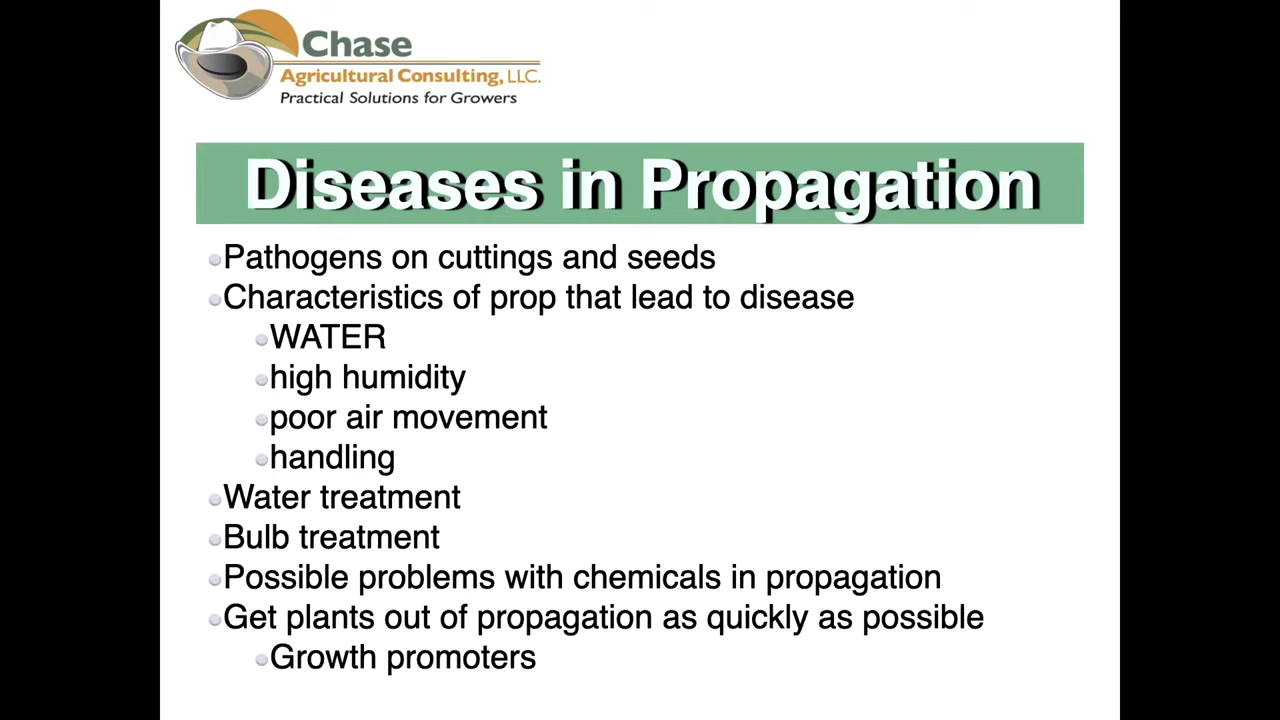 Chase
Agricultural Consulting, LLC.
Practical Solutions for Growers
Diseases in Propagation
Pathogens on cuttings and seeds
Characteristics of prop that lead to disease
WATER
high humidity
poor air movement
handling
Water treatment
Bulb treatment
Possible problems with chemicals in propagation
Get plants out of propagation as quickly as possible
Growth promoters